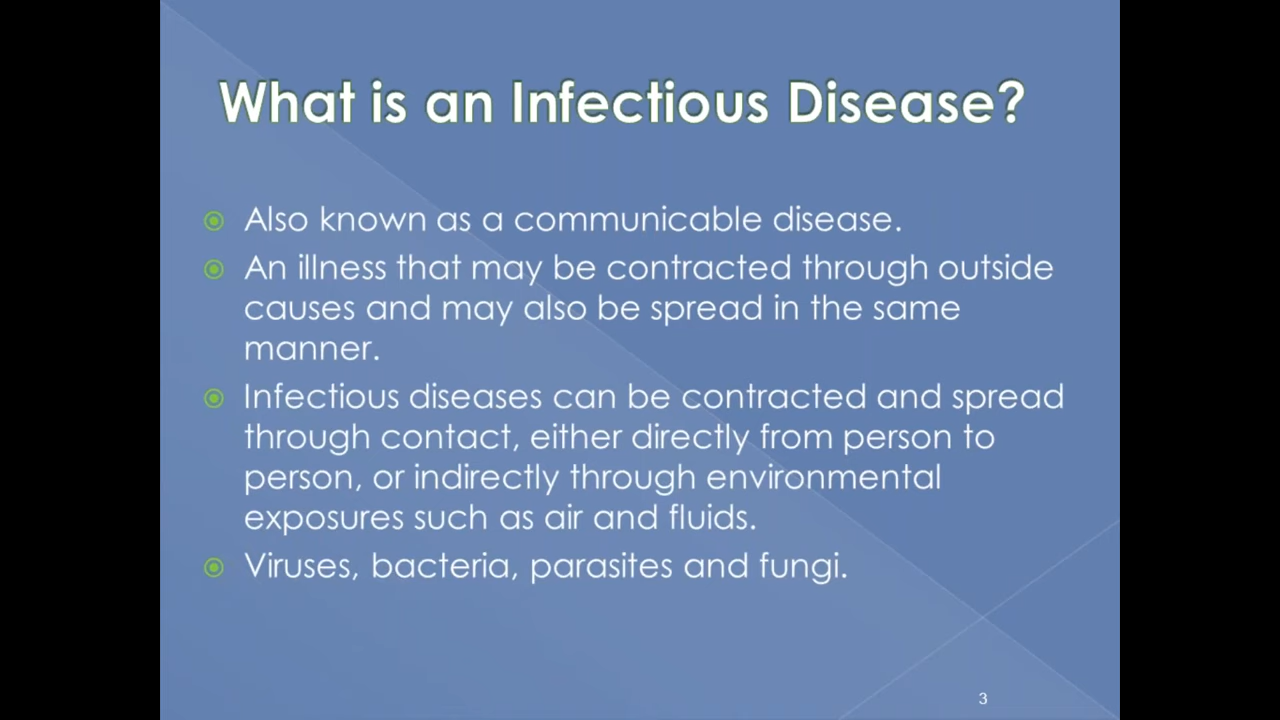 What is an Infectious Disease?
Also known as a communicable disease.
An illness that may be contracted through outside
causes and may also be spread in the same
manner.
Infectious diseases can be contracted and spread
through contact, either directly from person to
person, or indirectly through environmental
exposures such as air and fluids.
Viruses, bacteria, parasites and fungi.
3